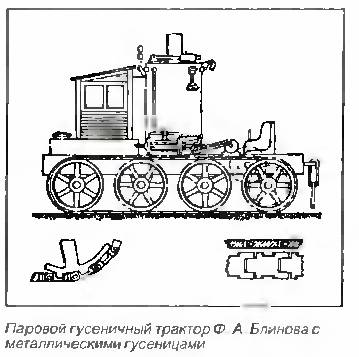 Паровой гусеничный трактор Ф. А. Блинова с
металлическими гусеницами